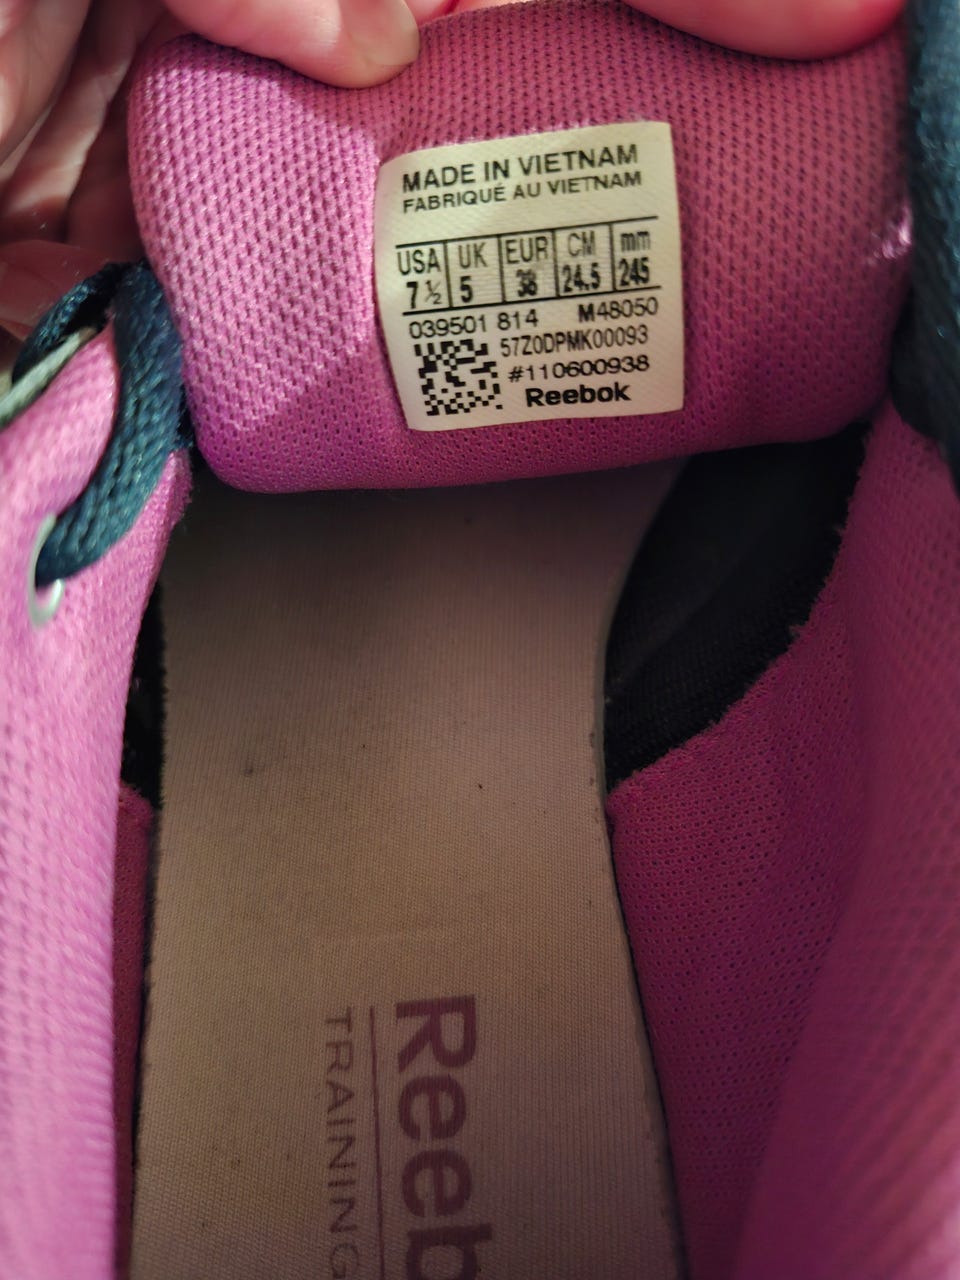 MADE IN VIETNAM
FABRIQUÉ AU VIETNAM
USA UK EUR CM mm
7 ½ 5 38 24.5 245
039501 814 M48050
57Z0DPMK00093
#110600938
Reebok
Reeb
TRAINING